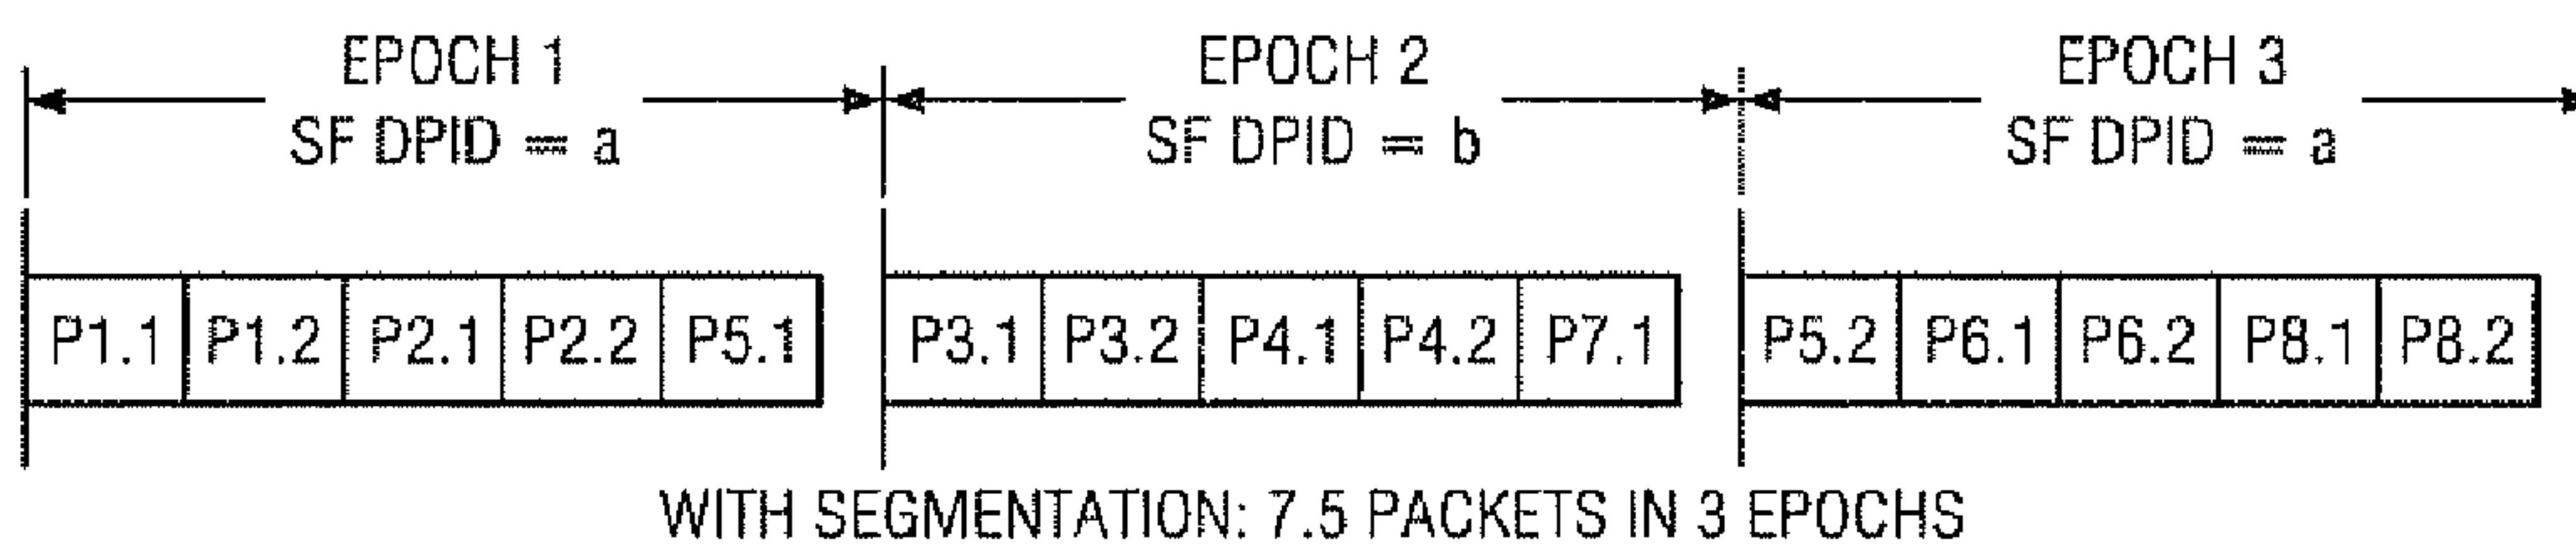 EPOCH 1
SF DPID = a
EPOCH 2
SF DPID = b
EPOCH 3
SF DPID = a
P1.1 P1.2 P2.1 P2.2 P5.1
P3.1 P3.2 P4.1 P4.2 P7.1
P5.2 P6.1 P6.2 P8.1 P8.2
WITH SEGMENTATION: 7.5 PACKETS IN 3 EPOCHS